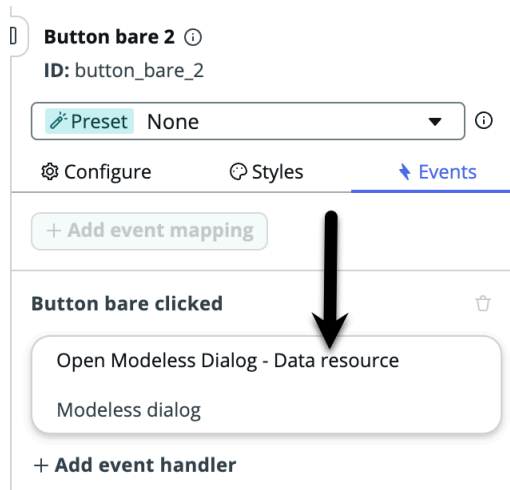 Button bare 2
ID: button_bare_2
Preset None
Configure Styles Events
+ Add event mapping
Button bare clicked
Open Modeless Dialog - Data resource
Modeless dialog
+ Add event handler